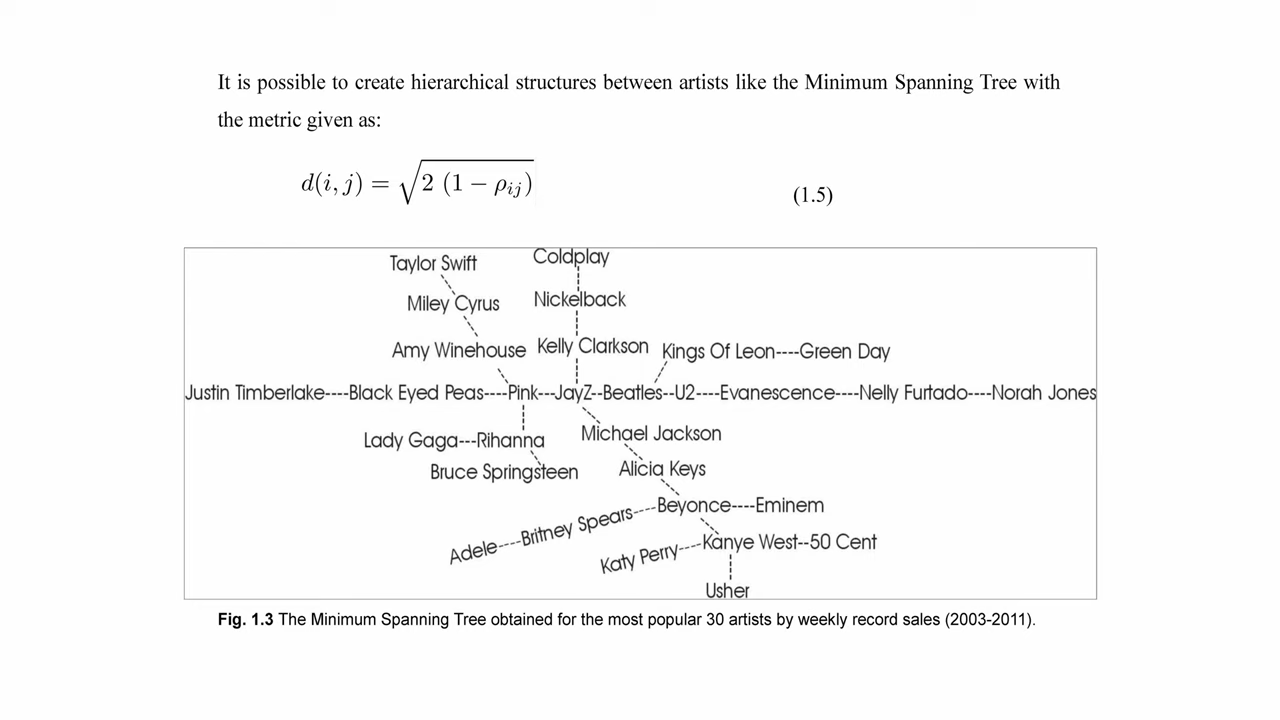 It is possible to create hierarchical structures between artists like the Minimum Spanning Tree with
the metric given as:
d(i, j) = √2 (1 − ρij)
(1.5)
Taylor Swift
Coldplay
Miley Cyrus
Nickelback
Amy Winehouse
Kelly Clarkson
Kings Of Leon----Green Day
Justin Timberlake----Black Eyed Peas----Pink---JayZ--Beatles--U2----Evanescence----Nelly Furtado----Norah Jones
Lady Gaga---Rihanna
Michael Jackson
Bruce Springsteen
Alicia Keys
Adele----Britney Spears----Beyonce----Eminem
Katy Perry----Kanye West--50 Cent
Usher
Fig. 1.3 The Minimum Spanning Tree obtained for the most popular 30 artists by weekly record sales (2003-2011).